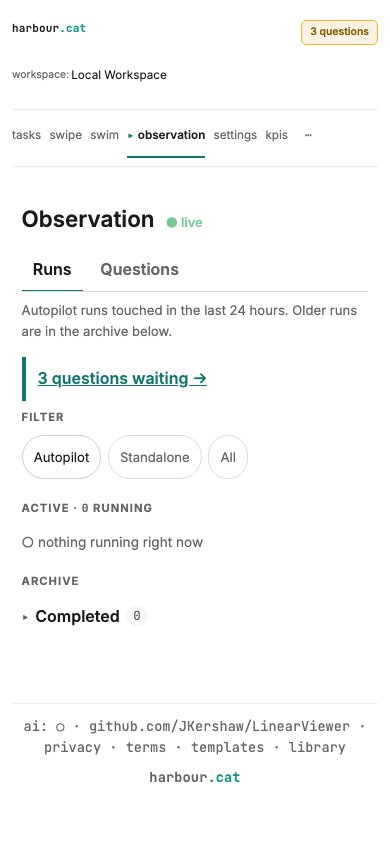 harbour.cat
3 questions
workspace: Local Workspace
tasks swipe swim ▸ observation settings kpis ⋯
Observation ● live
Runs Questions
Autopilot runs touched in the last 24 hours. Older runs
are in the archive below.
3 questions waiting →
FILTER
Autopilot Standalone All
ACTIVE · 0 RUNNING
○ nothing running right now
ARCHIVE
▸ Completed 0
ai: ○ · github.com/JKershaw/LinearViewer ·
privacy · terms · templates · library
harbour.cat